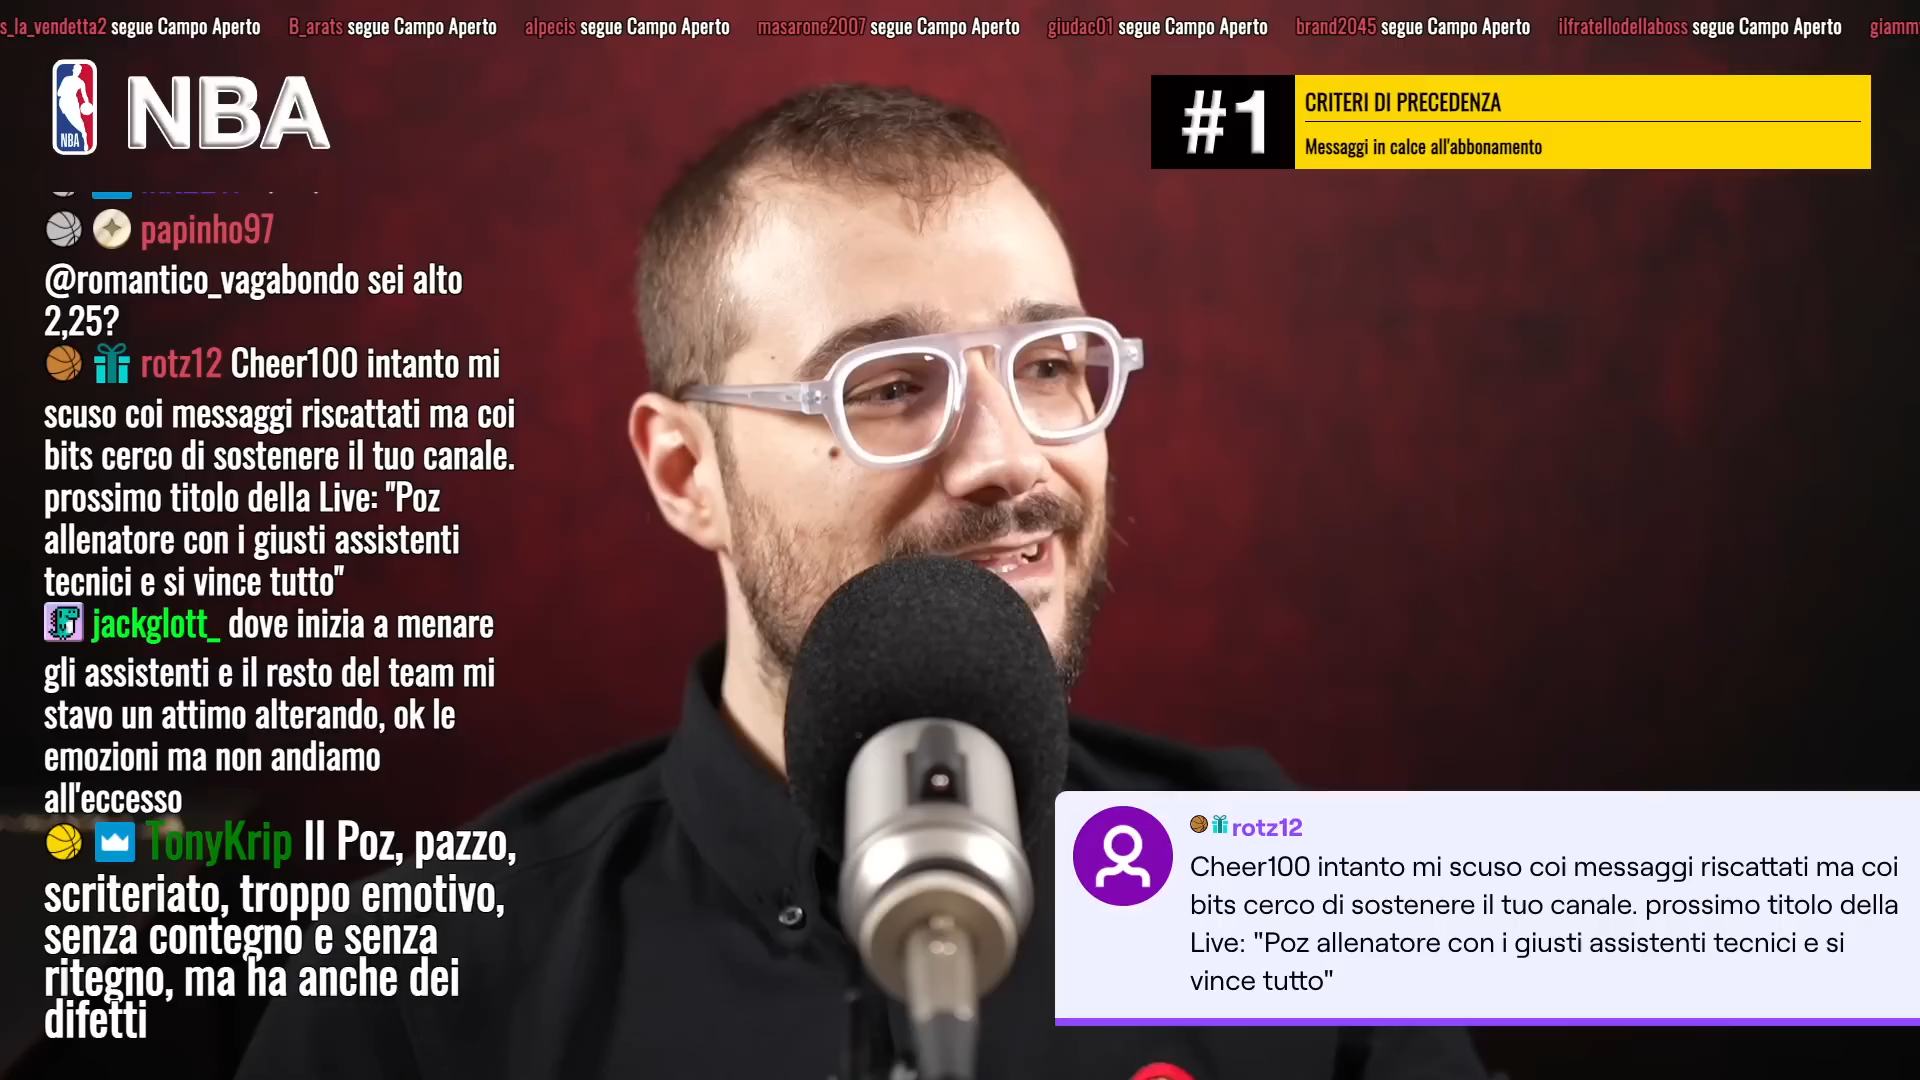 s_la_vendetta2 segue Campo Aperto B_arats segue Campo Aperto alpecis segue Campo Aperto masarone2007 segue Campo Aperto giudac01 segue Campo Aperto brand2045 segue Campo Aperto ilfratellodellaboss segue Campo Aperto giamm
NBA NBA
#1
CRITERI DI PRECEDENZA
Messaggi in calce all'abbonamento
papinho97
@romantico_vagabondo sei alto
2,25?
rotz12 Cheer100 intanto mi
scuso coi messaggi riscattati ma coi
bits cerco di sostenere il tuo canale.
prossimo titolo della Live: "Poz
allenatore con i giusti assistenti
tecnici e si vince tutto"
jackglott_ dove inizia a menare
gli assistenti e il resto del team mi
stavo un attimo alterando, ok le
emozioni ma non andiamo
all'eccesso
TonyKrip Il Poz, pazzo,
scriteriato, troppo emotivo,
senza contegno e senza
ritegno, ma ha anche dei
difetti
rotz12
Cheer100 intanto mi scuso coi messaggi riscattati ma coi
bits cerco di sostenere il tuo canale. prossimo titolo della
Live: "Poz allenatore con i giusti assistenti tecnici e si
vince tutto"